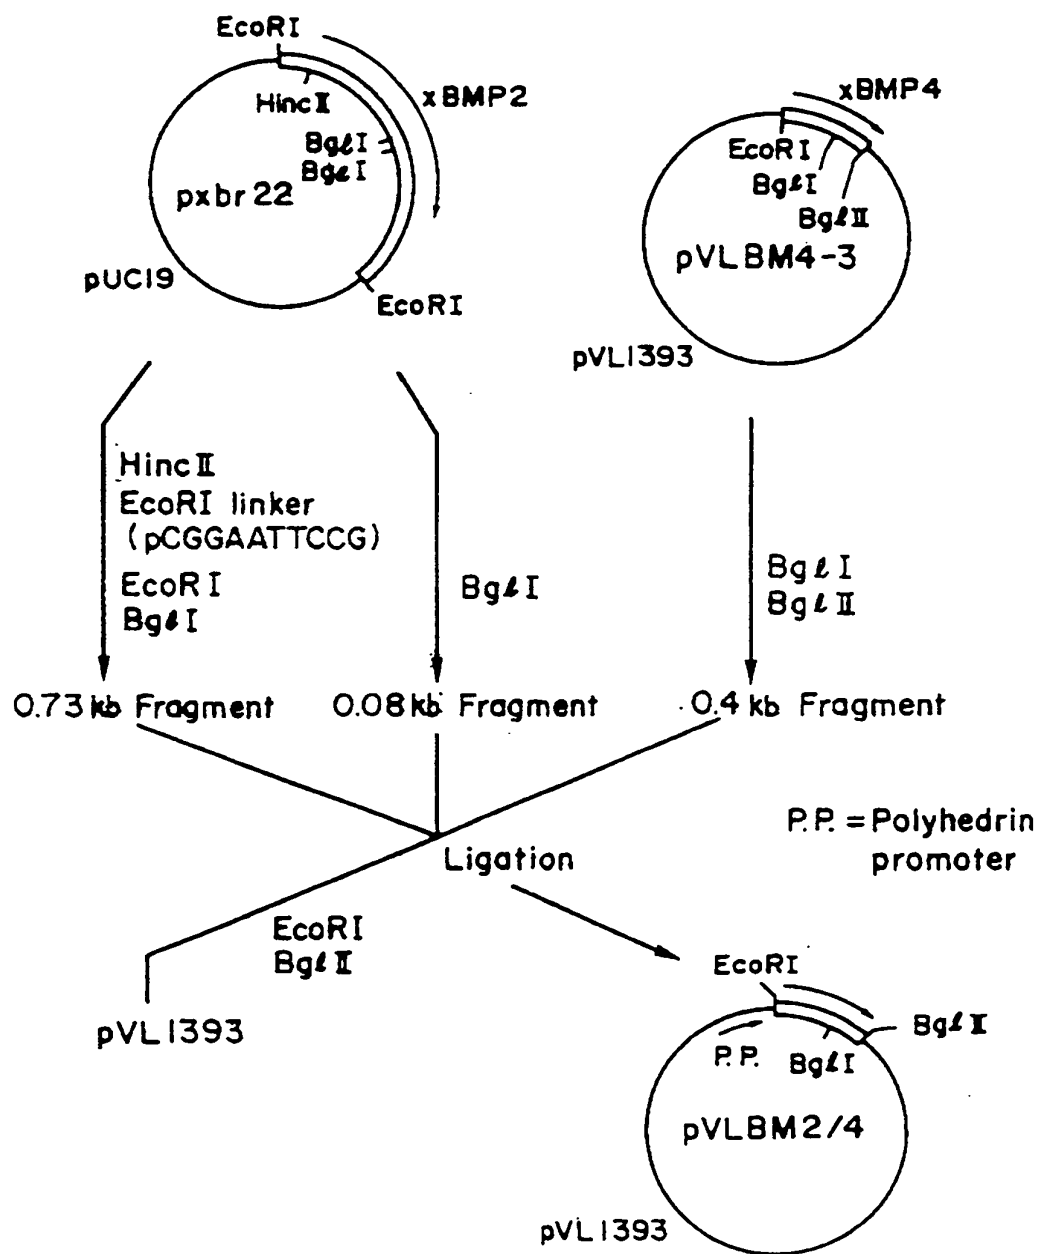 EcoRI
xBMP2
HincⅡ
BglI
BglI
pxbr22
pUC19
EcoRI
xBMP4
EcoRI
BglI
BglⅡ
pVLBM4-3
pVL1393
HincⅡ
EcoRI linker
(pCGGAATTCCG)
EcoRI
BglI
BglI
BglI
BglⅡ
0.73 kb Fragment
0.08 kb Fragment
0.4 kb Fragment
P.P. = Polyhedrin
promoter
Ligation
EcoRI
BglⅡ
pVL1393
EcoRI
BglⅡ
P.P.
BglI
pVLBM2/4
pVL1393